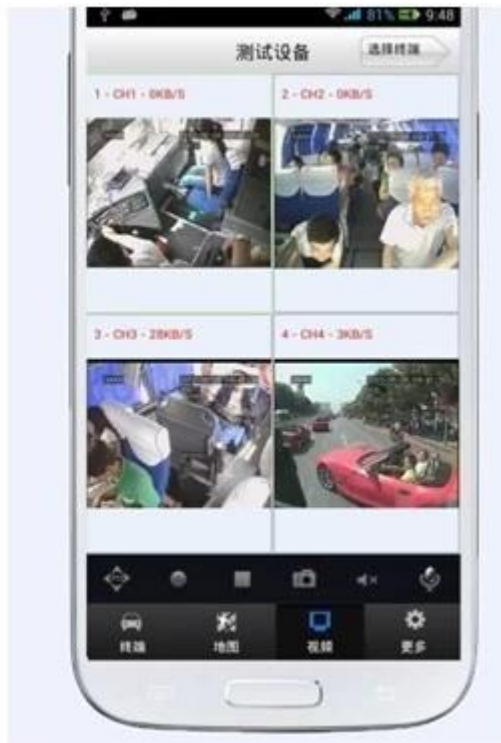 81% 9:48
测试设备 选择终端
1 - CH1 - 0KB/S
2 - CH2 - 0KB/S
3 - CH3 - 28KB/S
4 - CH4 - 3KB/S
终端 地图 视频 更多